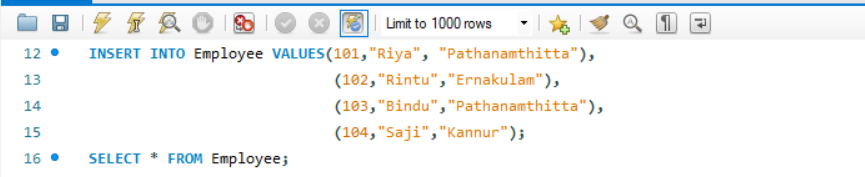 Limit to 1000 rows
12 INSERT INTO Employee VALUES(101,"Riya", "Pathanamthitta"),
13 (102,"Rintu","Ernakulam"),
14 (103,"Bindu","Pathanamthitta"),
15 (104,"Saji","Kannur");
16 SELECT * FROM Employee;